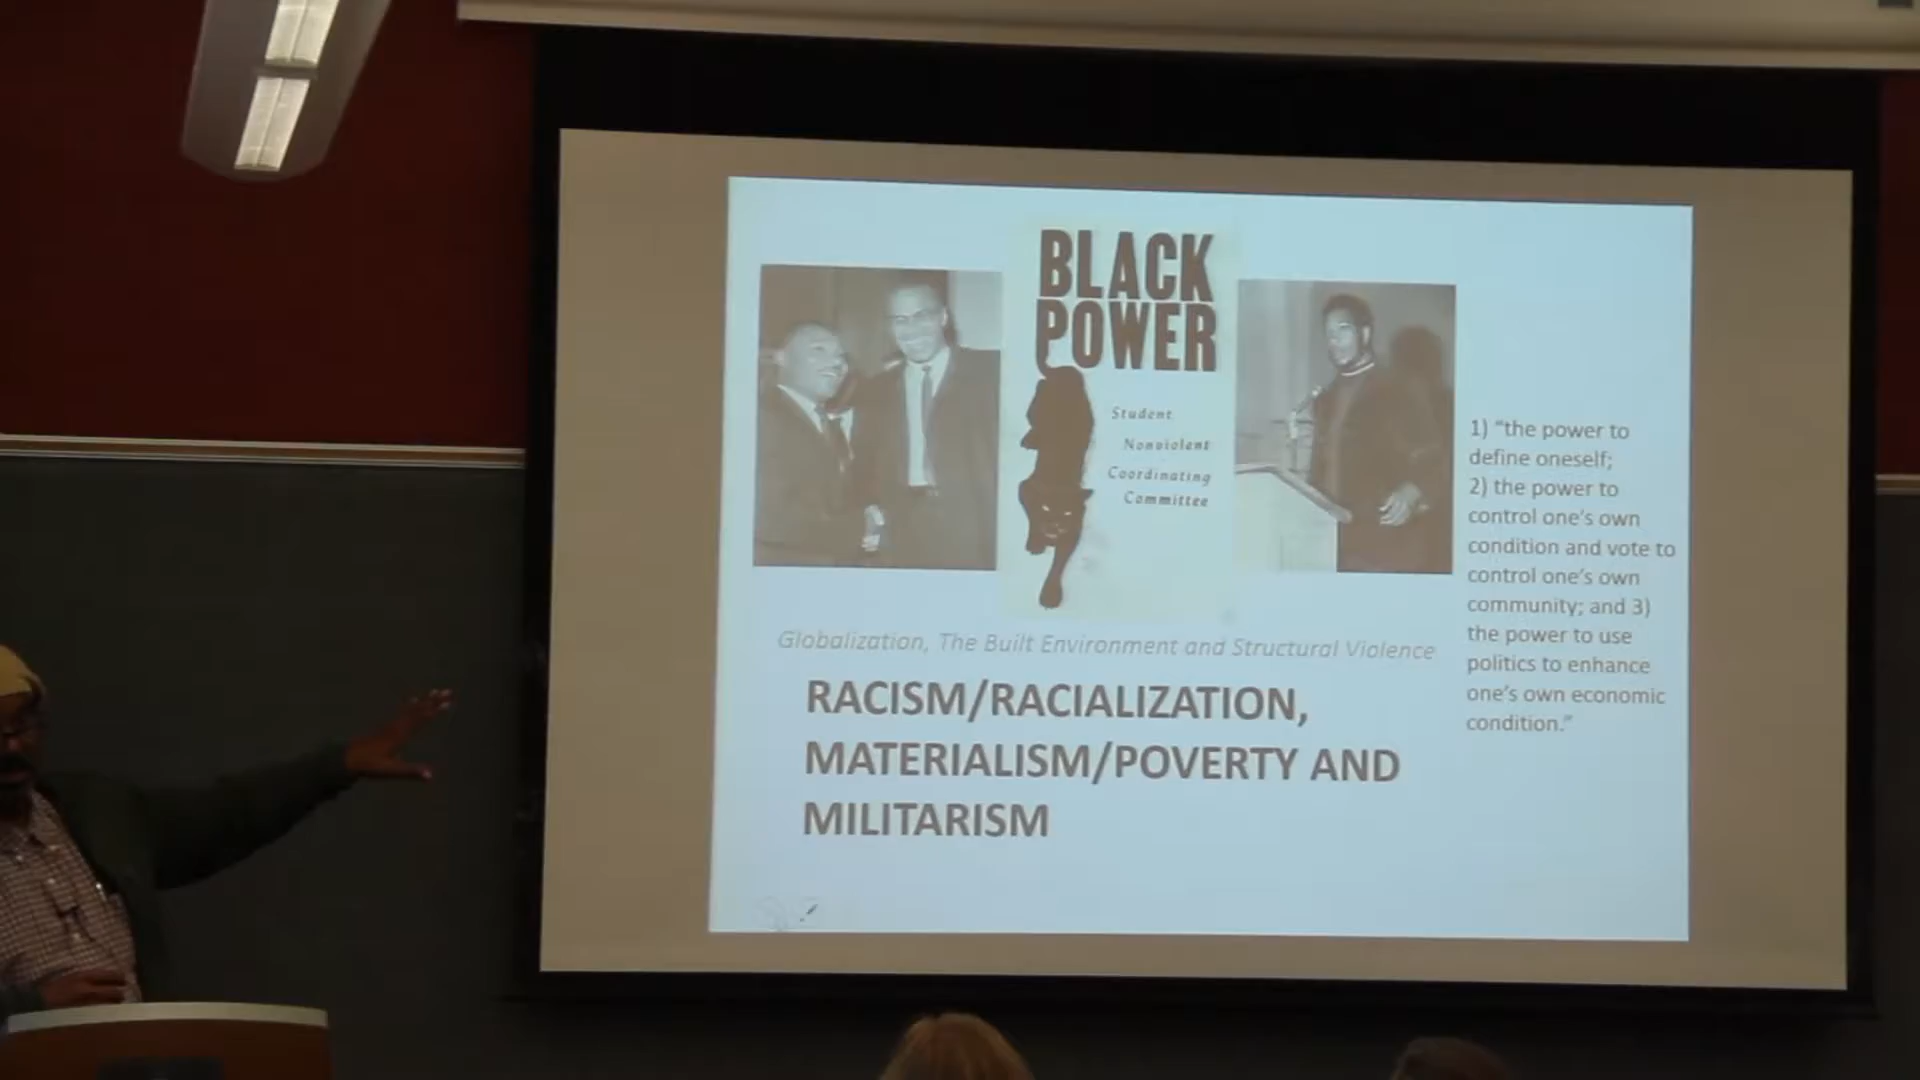 BLACK
POWER
Student
Nonviolent
Coordinating
Committee
1) “the power to
define oneself;
2) the power to
control one’s own
condition and vote to
control one’s own
community; and 3)
the power to use
politics to enhance
one’s own economic
condition.”
Globalization, The Built Environment and Structural Violence
RACISM/RACIALIZATION,
MATERIALISM/POVERTY AND
MILITARISM